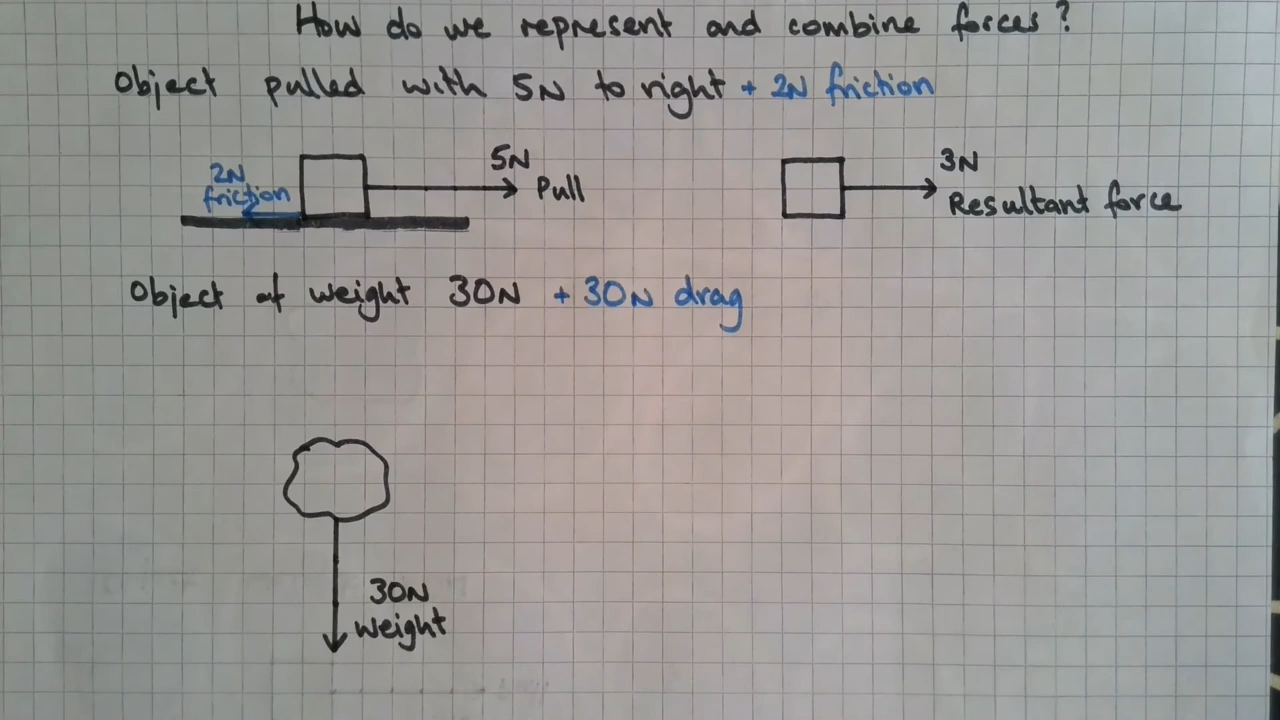 How do we represent and combine forces?
Object pulled with 5N to right + 2N friction
2N
friction
5N
Pull
3N
Resultant force
Object of weight 30N + 30N drag
30N
weight